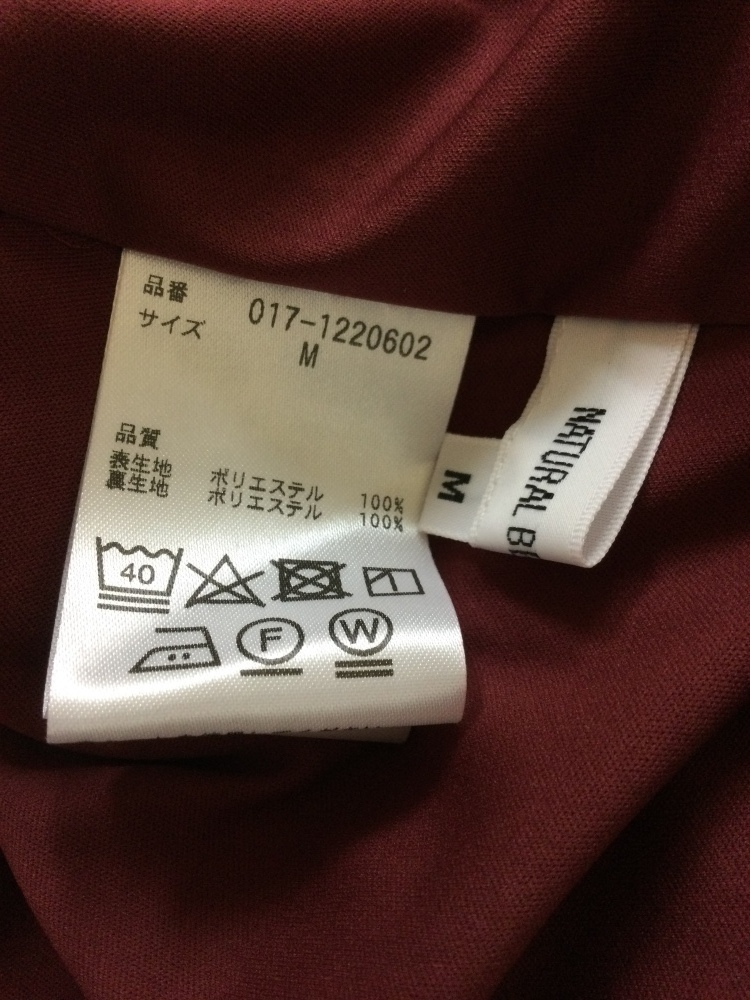 品番 017-1220602
サイズ M
品質
表生地 ポリエステル 100%
裏生地 ポリエステル 100%
40
F
W
M
NATURAL